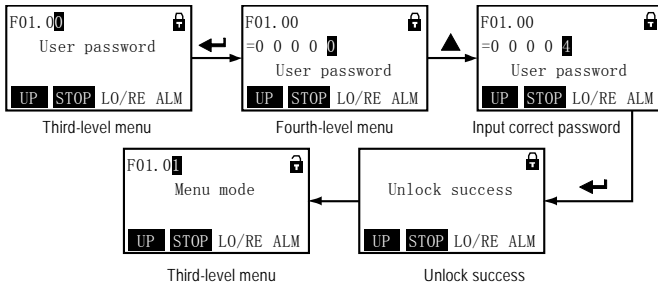 F01.00
User password
UP STOP LO/RE ALM
Third-level menu
F01.00
=0 0 0 0 0
User password
UP STOP LO/RE ALM
Fourth-level menu
F01.00
=0 0 0 0 4
User password
UP STOP LO/RE ALM
Input correct password
F01.01
Menu mode
UP STOP LO/RE ALM
Third-level menu
Unlock success
UP STOP LO/RE ALM
Unlock success